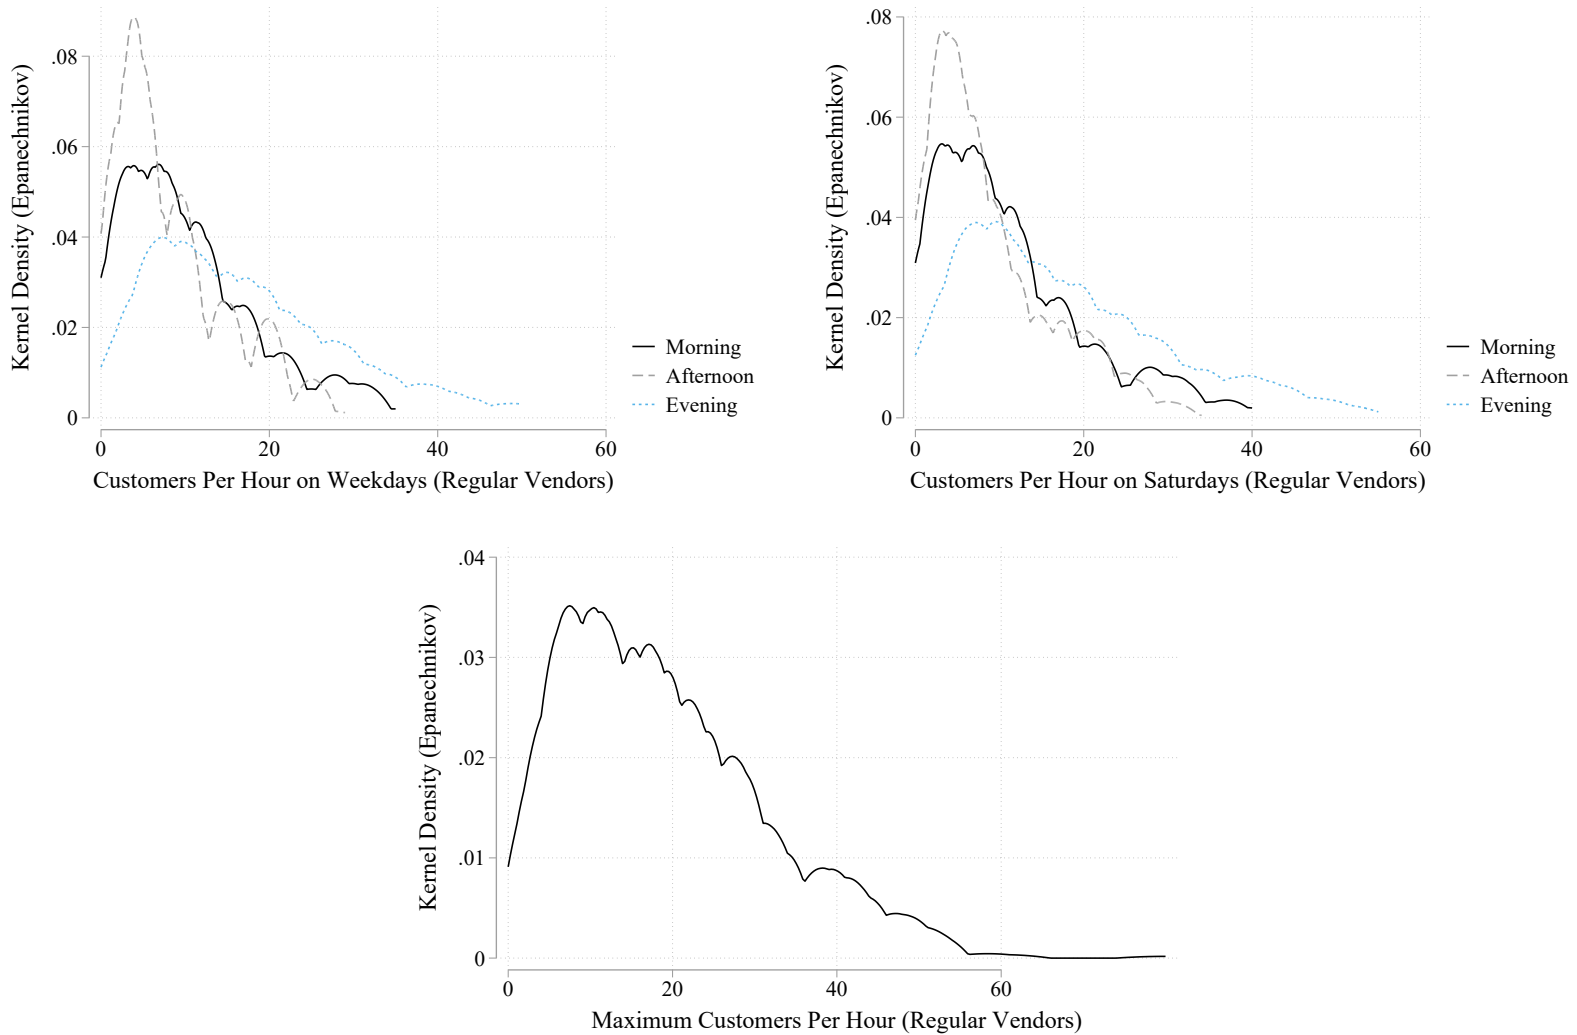 Kernel Density (Epanechnikov)
.08
.06
.04
.02
0
0 20 40 60
Customers Per Hour on Weekdays (Regular Vendors)
Morning
Afternoon
Evening
Kernel Density (Epanechnikov)
.08
.06
.04
.02
0
0 20 40 60
Customers Per Hour on Saturdays (Regular Vendors)
Morning
Afternoon
Evening
Kernel Density (Epanechnikov)
.04
.03
.02
.01
0
0 20 40 60
Maximum Customers Per Hour (Regular Vendors)